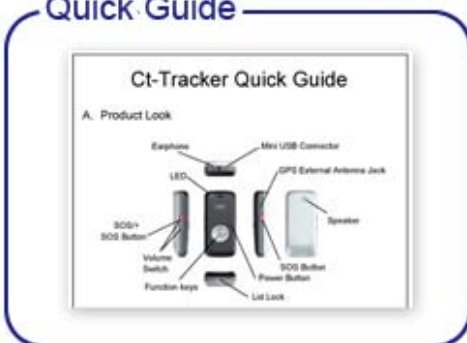 Quick Guide
Ct-Tracker Quick Guide
A. Product Look
Earphone
Mini USB Connector
LED
GPS External Antenna Jack
Speaker
SOS/+
SOS Button
Volume
Switch
SOS Button
Power Button
Function keys
Lid Lock